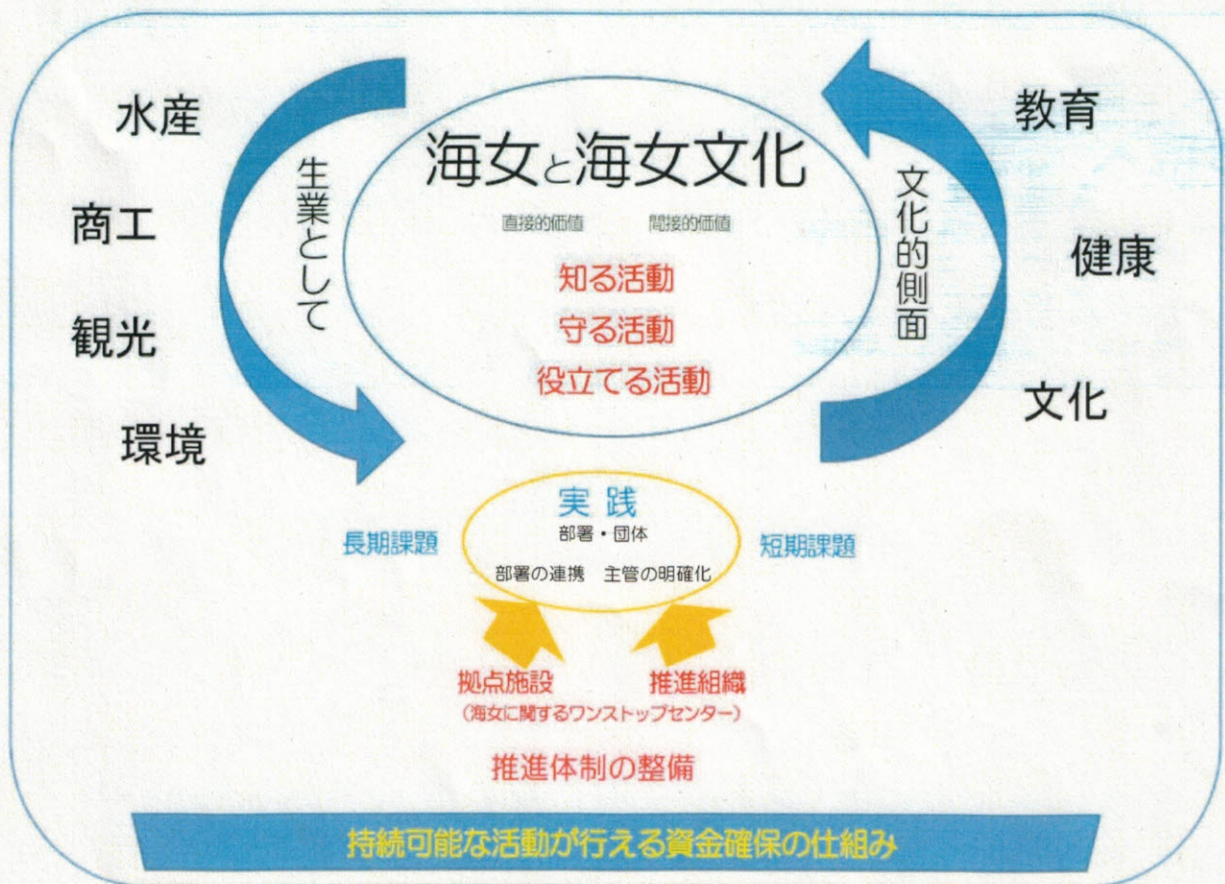 水産
商工
観光
環境
生業として
海女と海女文化
直接的価値　間接的価値
知る活動
守る活動
役立てる活動
文化的側面
教育
健康
文化
実践
部署・団体
部署の連携　主管の明確化
長期課題
短期課題
拠点施設　推進組織
（海女に関するワンストップセンター）
推進体制の整備
持続可能な活動が行える資金確保の仕組み